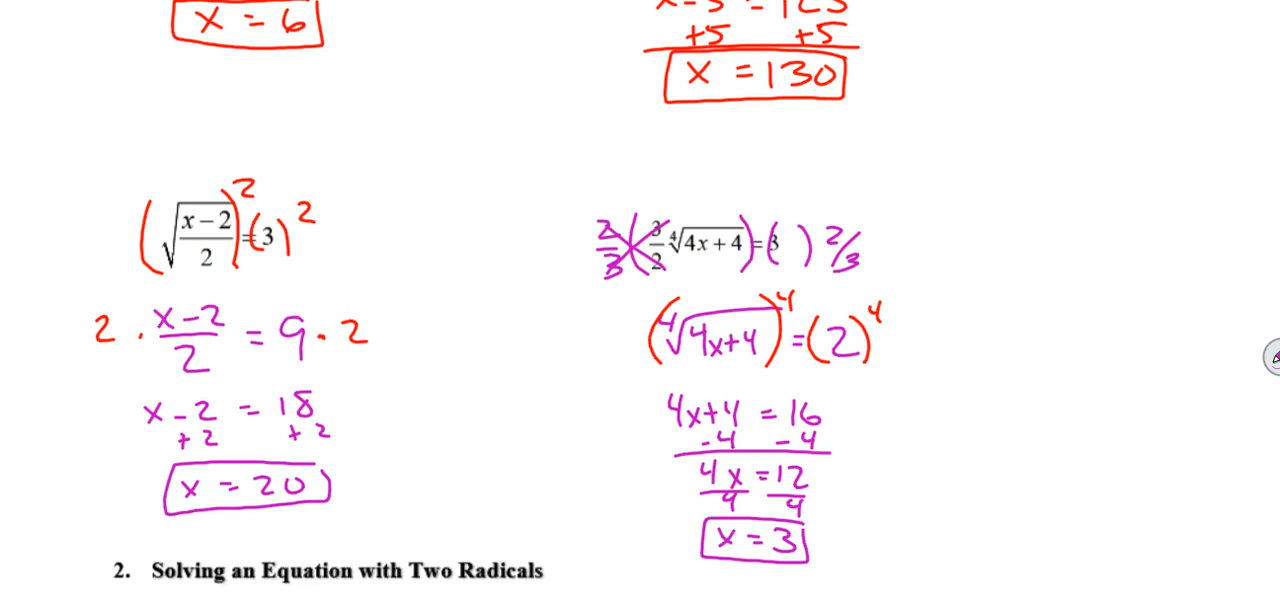 x = 6
x - 5 = 125
+5 +5
x = 130
(√((x - 2)/2))² = (3)²
2 · (x-2)/2 = 9 · 2
x - 2 = 18
+2 +2
x = 20
2/3 (3/2 ∜(4x + 4)) = (3) 2/3
(∜(4x+4))⁴ = (2)⁴
4x+4 = 16
-4 -4
4x = 12
4 4
x = 3
2. Solving an Equation with Two Radicals